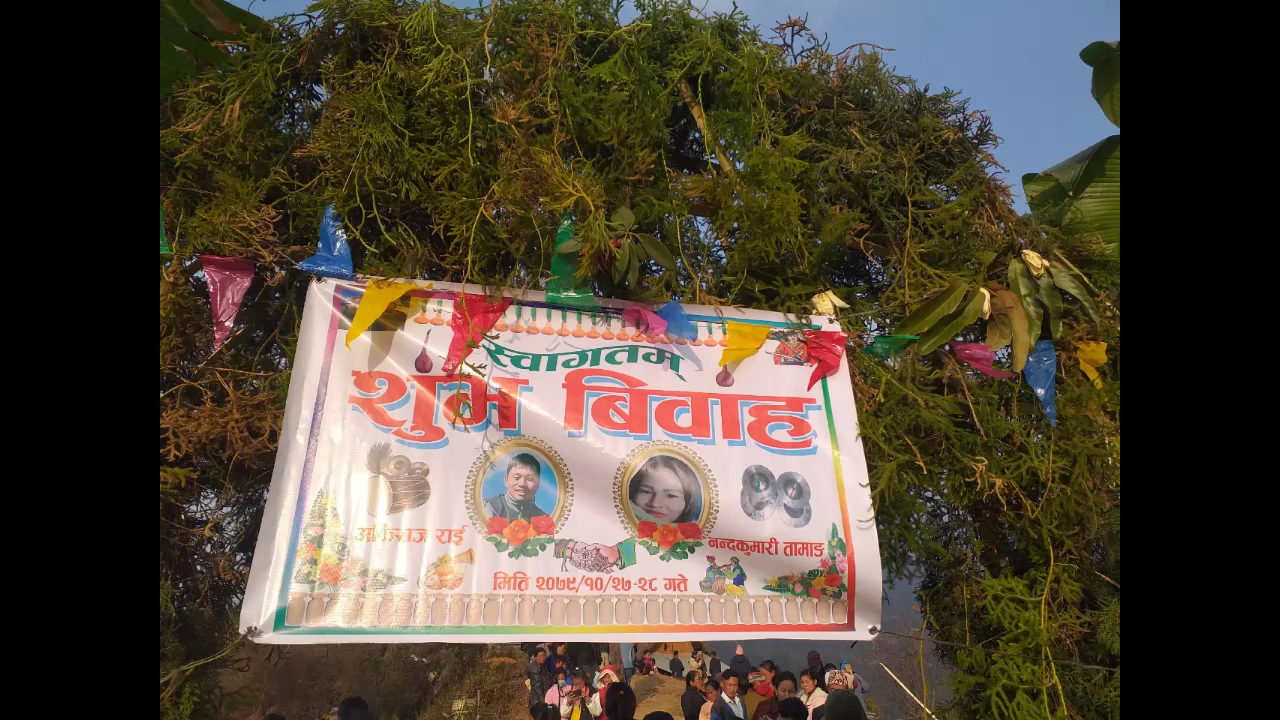 स्वागतम्
शुभ बिवाह
राई
नन्दकुमारी तामाङ
मिति २०७९/१०/२७-२८ गते